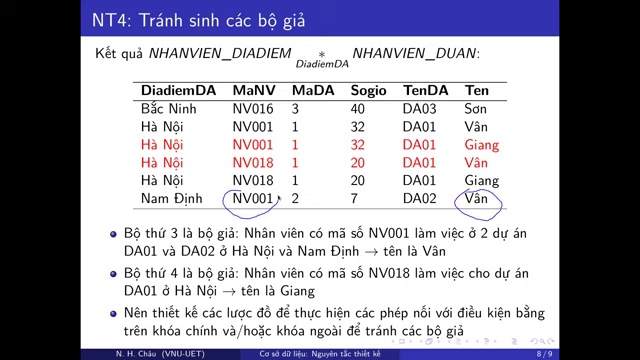 NT4: Tránh sinh các bộ giả
Kết quả NHANVIEN_DIADIEM * NHANVIEN_DUAN:
DiadiemDA
DiadiemDA MaNV MaDA Sogio TenDA Ten
Bắc Ninh NV016 3 40 DA03 Sơn
Hà Nội NV001 1 32 DA01 Vân
Hà Nội NV001 1 32 DA01 Giang
Hà Nội NV018 1 20 DA01 Vân
Hà Nội NV018 1 20 DA01 Giang
Nam Định NV001 2 7 DA02 Vân
Bộ thứ 3 là bộ giả: Nhân viên có mã số NV001 làm việc ở 2 dự án
DA01 và DA02 ở Hà Nội và Nam Định → tên là Vân
Bộ thứ 4 là bộ giả: Nhân viên có mã số NV018 làm việc cho dự án
DA01 ở Hà Nội → tên là Giang
Nên thiết kế các lược đồ để thực hiện các phép nối với điều kiện bằng
trên khóa chính và/hoặc khóa ngoài để tránh các bộ giả
N. H. Châu (VNU-UET) Cơ sở dữ liệu: Nguyên tắc thiết kế 8 / 9